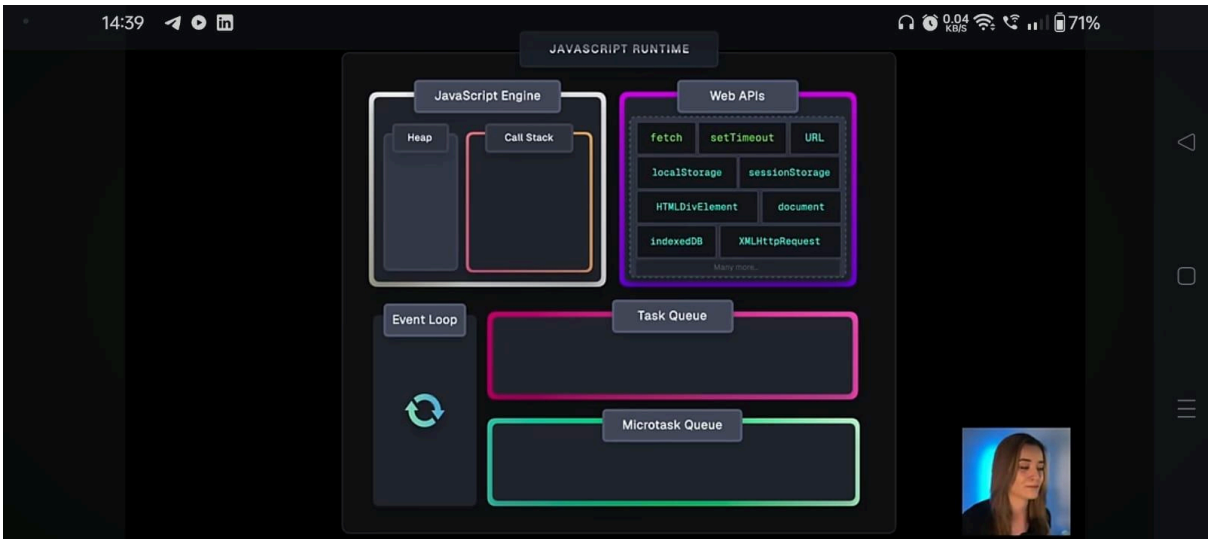 14:39 in 0.04 KB/S 71%
JAVASCRIPT RUNTIME
JavaScript Engine
Heap
Call Stack
Web APIs
fetch setTimeout URL
localStorage sessionStorage
HTMLDivElement document
indexedDB XMLHttpRequest
Many more..
Event Loop
Task Queue
Microtask Queue